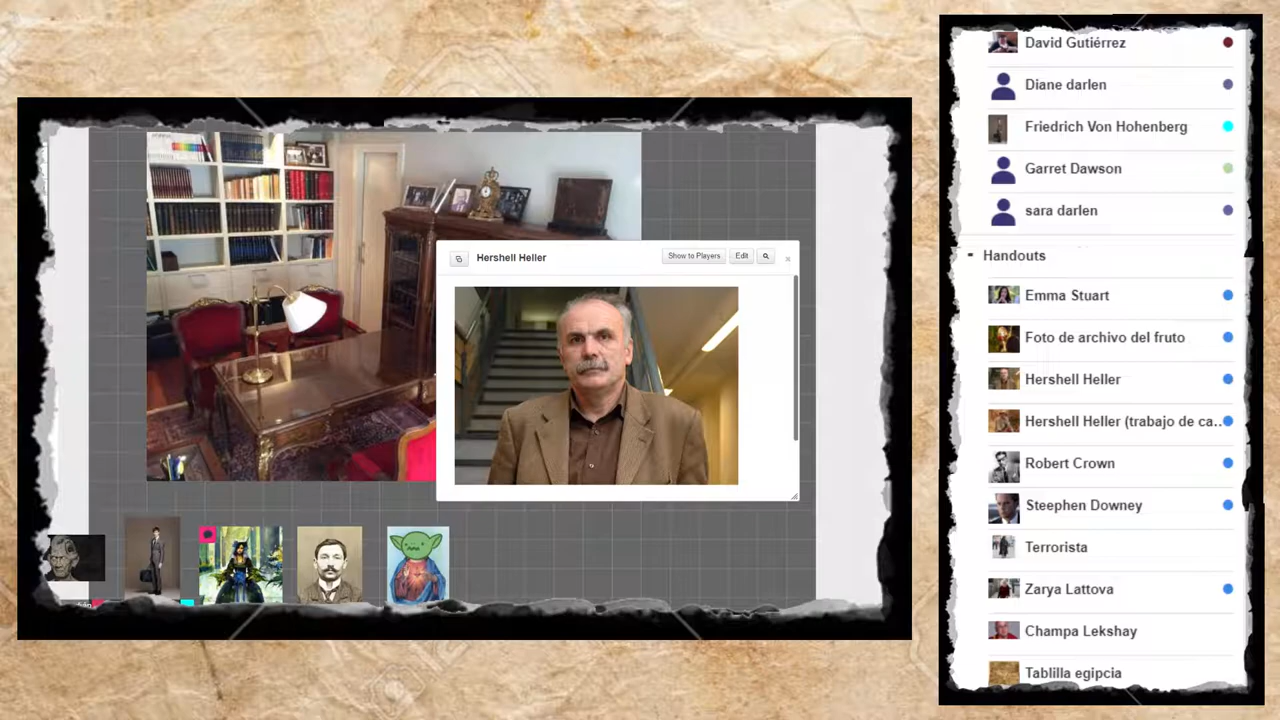 Hershell Heller
Show to Players
Edit
David Gutiérrez
Diane darlen
Friedrich Von Hohenberg
Garret Dawson
sara darlen
Handouts
Emma Stuart
Foto de archivo del fruto
Hershell Heller
Hershell Heller (trabajo de ca...
Robert Crown
Steephen Downey
Terrorista
Zarya Lattova
Champa Lekshay
Tablilla egipcia